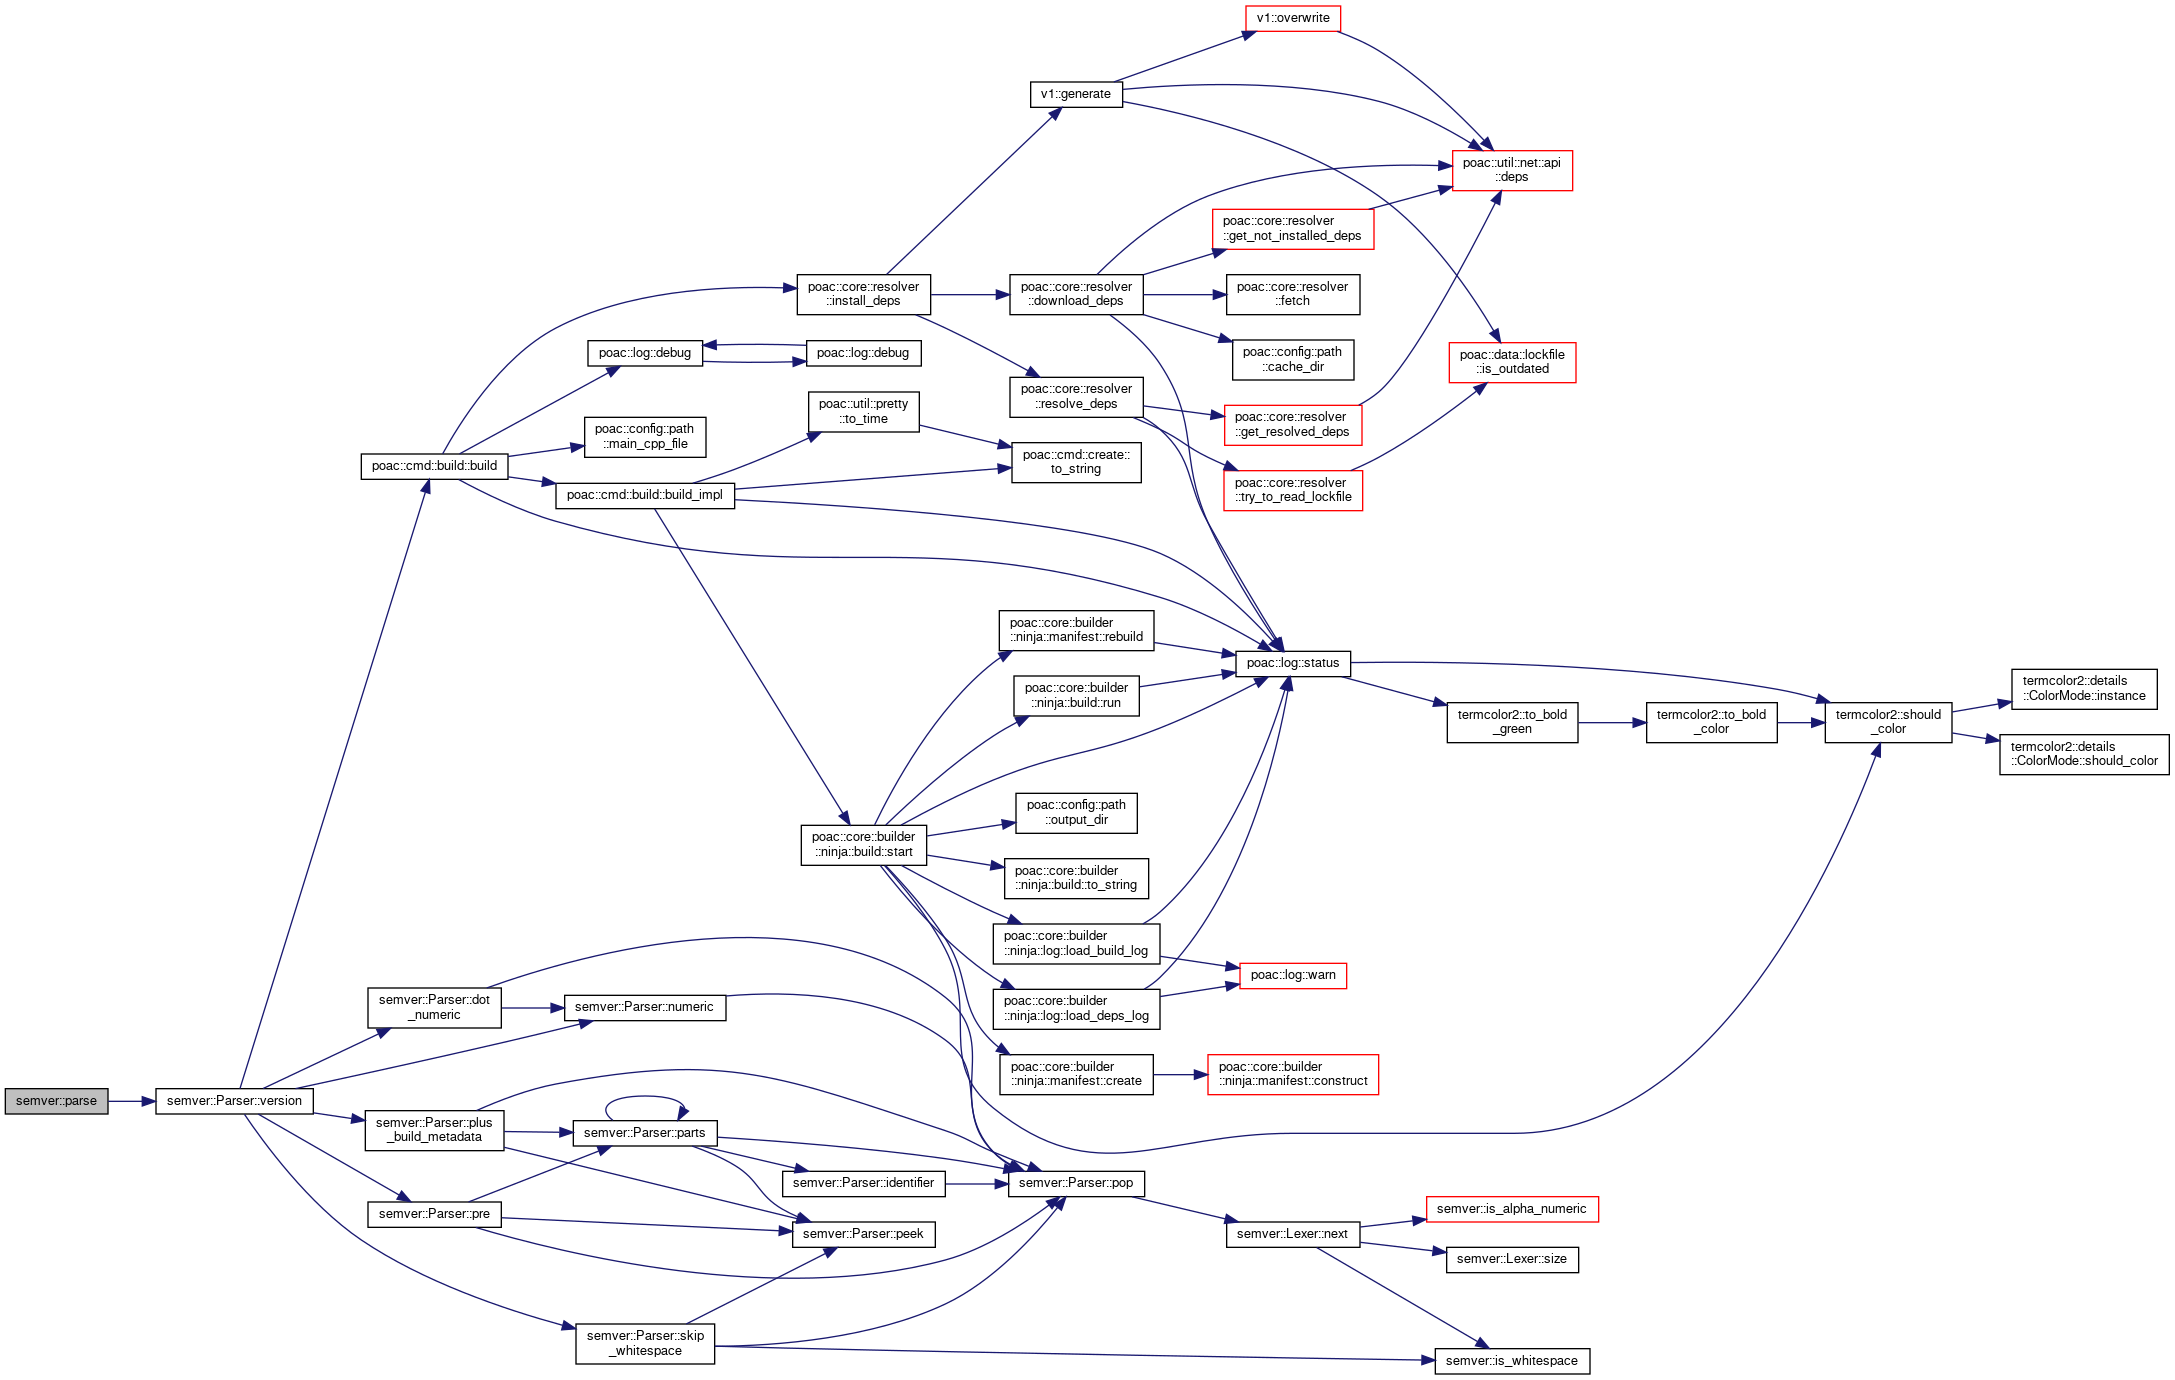 v1::overwrite
v1::generate
poac::util::net::api
::deps
poac::core::resolver
::get_not_installed_deps
poac::core::resolver
::install_deps
poac::core::resolver
::download_deps
poac::core::resolver
::fetch
poac::log::debug
poac::log::debug
poac::config::path
::cache_dir
poac::data::lockfile
::is_outdated
poac::core::resolver
::resolve_deps
poac::util::pretty
::to_time
poac::core::resolver
::get_resolved_deps
poac::config::path
::main_cpp_file
poac::cmd::create::
to_string
poac::cmd::build::build
poac::cmd::build::build_impl
poac::core::resolver
::try_to_read_lockfile
poac::core::builder
::ninja::manifest::rebuild
poac::log::status
termcolor2::details
::ColorMode::instance
poac::core::builder
::ninja::build::run
termcolor2::to_bold
_green
termcolor2::to_bold
_color
termcolor2::should
_color
termcolor2::details
::ColorMode::should_color
poac::config::path
::output_dir
poac::core::builder
::ninja::build::start
poac::core::builder
::ninja::build::to_string
poac::core::builder
::ninja::log::load_build_log
poac::log::warn
semver::Parser::dot
_numeric
semver::Parser::numeric
poac::core::builder
::ninja::log::load_deps_log
poac::core::builder
::ninja::manifest::create
poac::core::builder
::ninja::manifest::construct
semver::parse
semver::Parser::version
semver::Parser::plus
_build_metadata
semver::Parser::parts
semver::Parser::identifier
semver::Parser::pop
semver::Parser::pre
semver::Parser::peek
semver::Lexer::next
semver::is_alpha_numeric
semver::Lexer::size
semver::Parser::skip
_whitespace
semver::is_whitespace